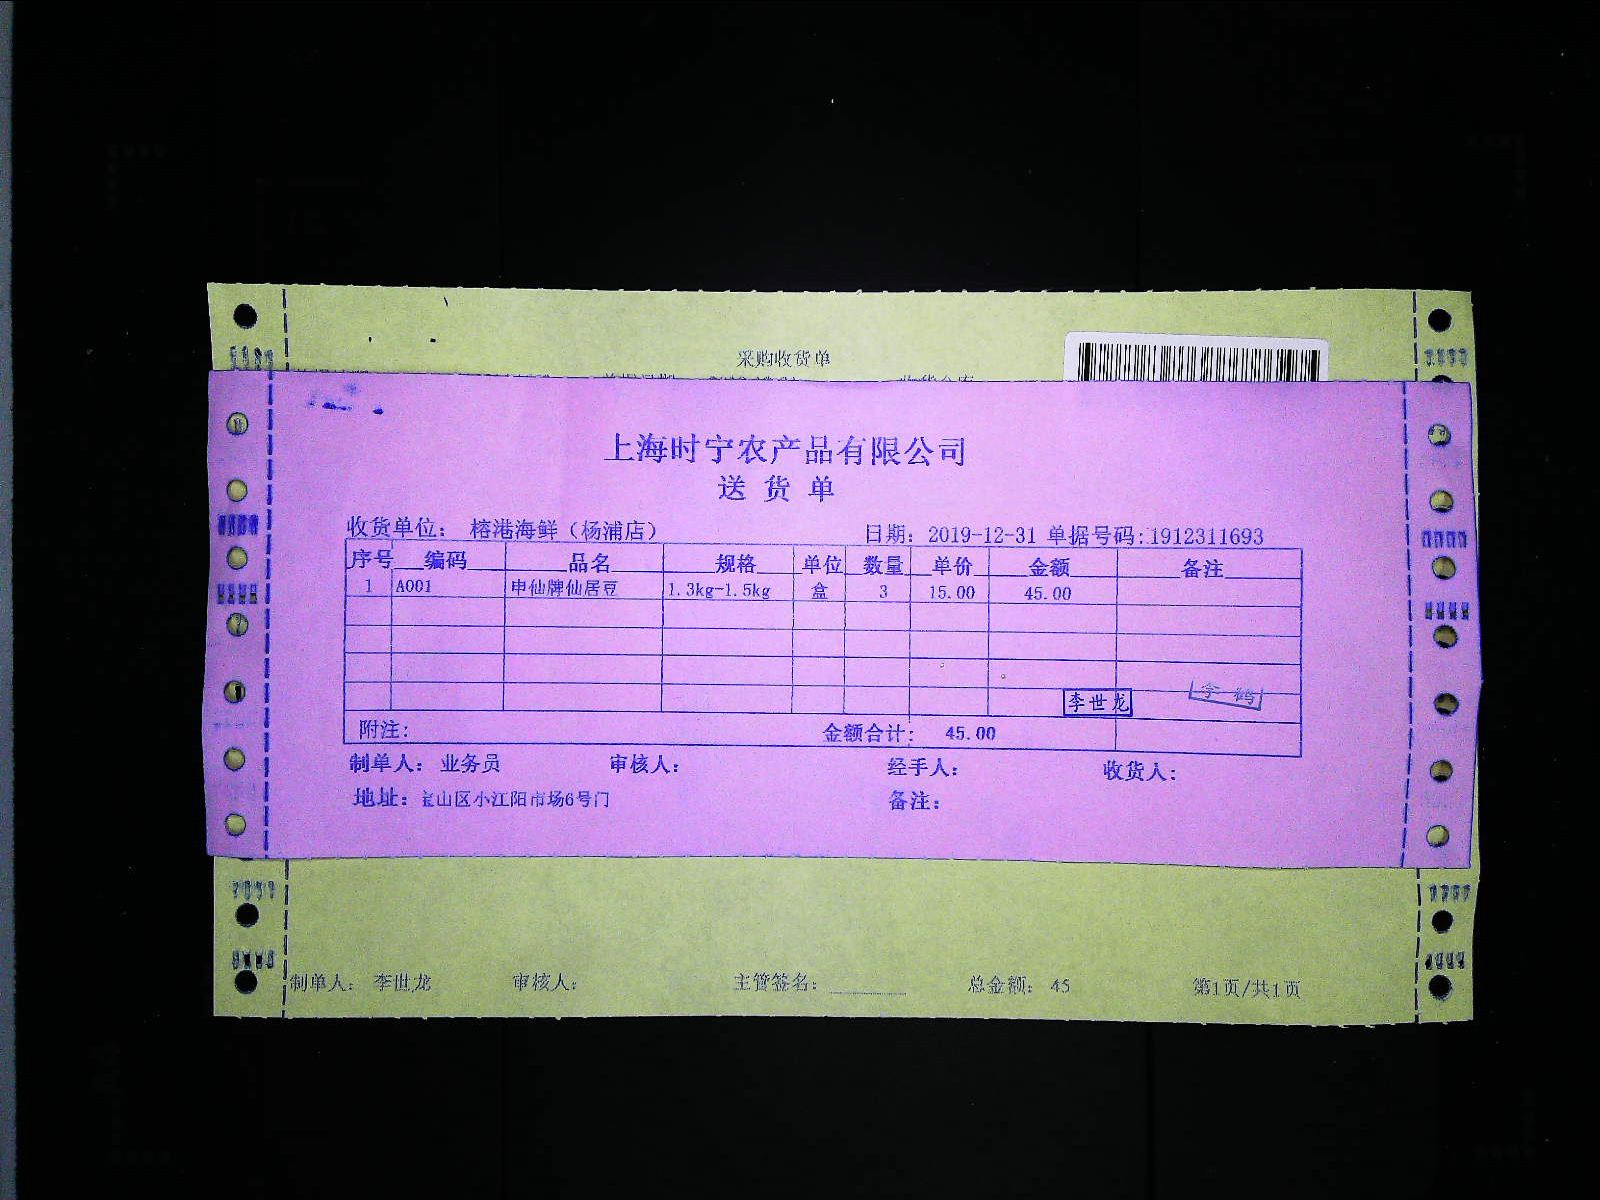 采购收货单
上海时宁农产品有限公司
送货单
收货单位： 榕港海鲜（杨浦店） 日期：2019-12-31 单据号码:1912311693
序号 编码 品名 规格 单位 数量 单价 金额 备注
1 A001 申仙牌仙居豆 1.3kg-1.5kg 盒 3 15.00 45.00
李世龙
附注： 金额合计： 45.00
制单人： 业务员 审核人： 经手人： 收货人：
地址：宝山区小江阳市场6号门 备注：
制单人： 李世龙 审核人： 主管签名： 总金额： 45 第1页/共1页